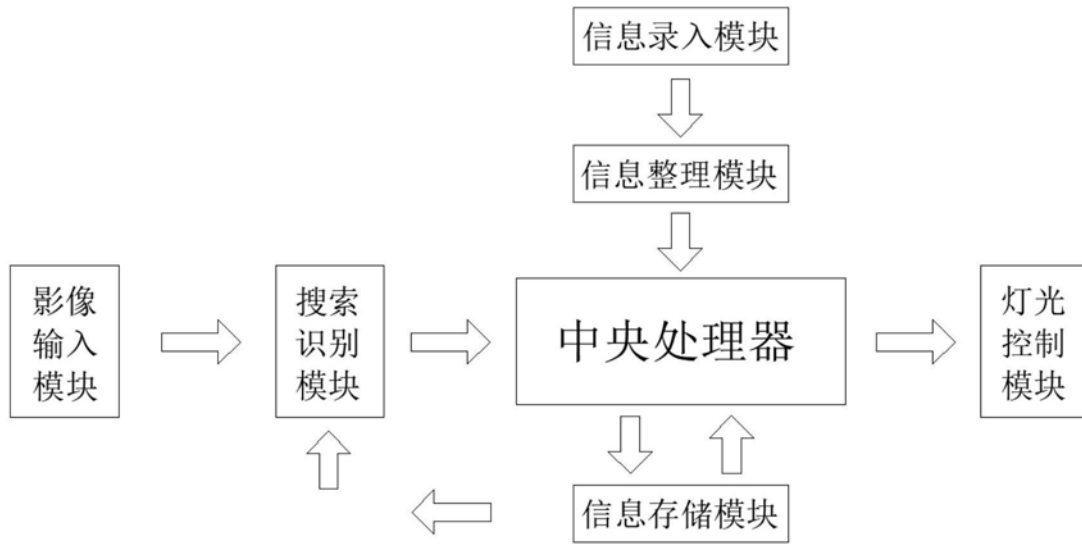 信息录入模块
信息整理模块
影像
输入
模块
搜索
识别
模块
中央处理器
灯光
控制
模块
信息存储模块